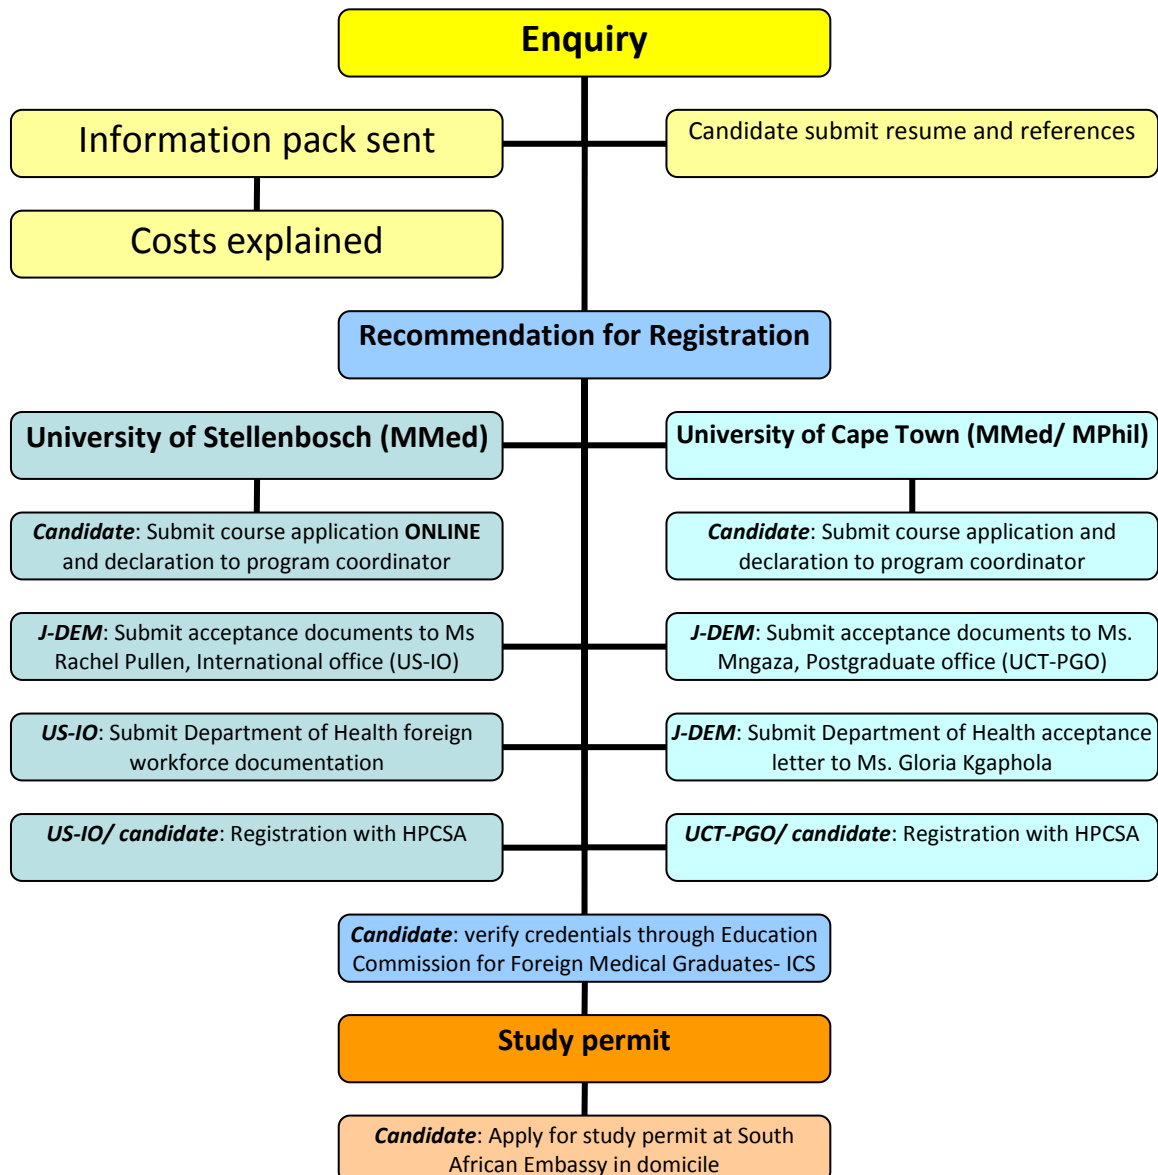 Enquiry
Information pack sent
Candidate submit resume and references
Costs explained
Recommendation for Registration
University of Stellenbosch (MMed)
University of Cape Town (MMed/ MPhil)
Candidate: Submit course application ONLINE
and declaration to program coordinator
Candidate: Submit course application and
declaration to program coordinator
J-DEM: Submit acceptance documents to Ms
Rachel Pullen, International office (US-IO)
J-DEM: Submit acceptance documents to Ms.
Mngaza, Postgraduate office (UCT-PGO)
US-IO: Submit Department of Health foreign
workforce documentation
J-DEM: Submit Department of Health acceptance
letter to Ms. Gloria Kgaphola
US-IO/ candidate: Registration with HPCSA
UCT-PGO/ candidate: Registration with HPCSA
Candidate: verify credentials through Education
Commission for Foreign Medical Graduates- ICS
Study permit
Candidate: Apply for study permit at South
African Embassy in domicile